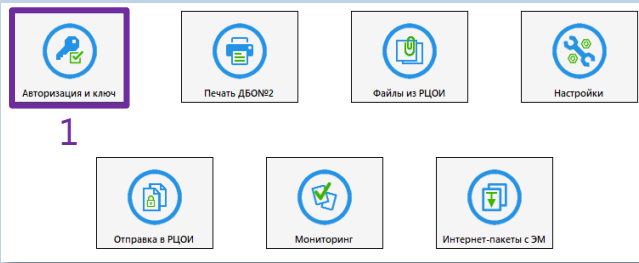 Авторизация и ключ
Печать ДБО№2
Файлы из РЦОИ
Настройки
1
Отправка в РЦОИ
Мониторинг
Интернет-пакеты с ЭМ